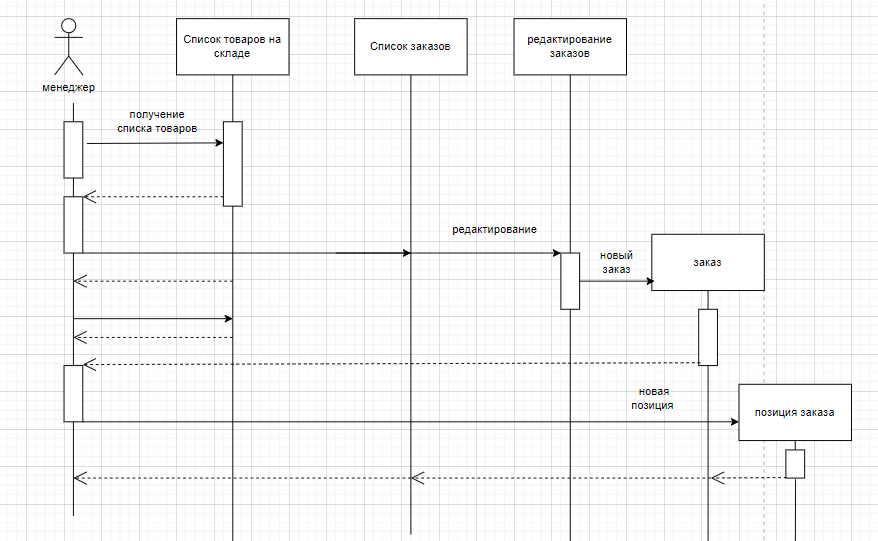 менеджер
Список товаров на
складе
Список заказов
редактирование
заказов
получение
списка товаров
редактирование
новый
заказ
заказ
новая
позиция
позиция заказа